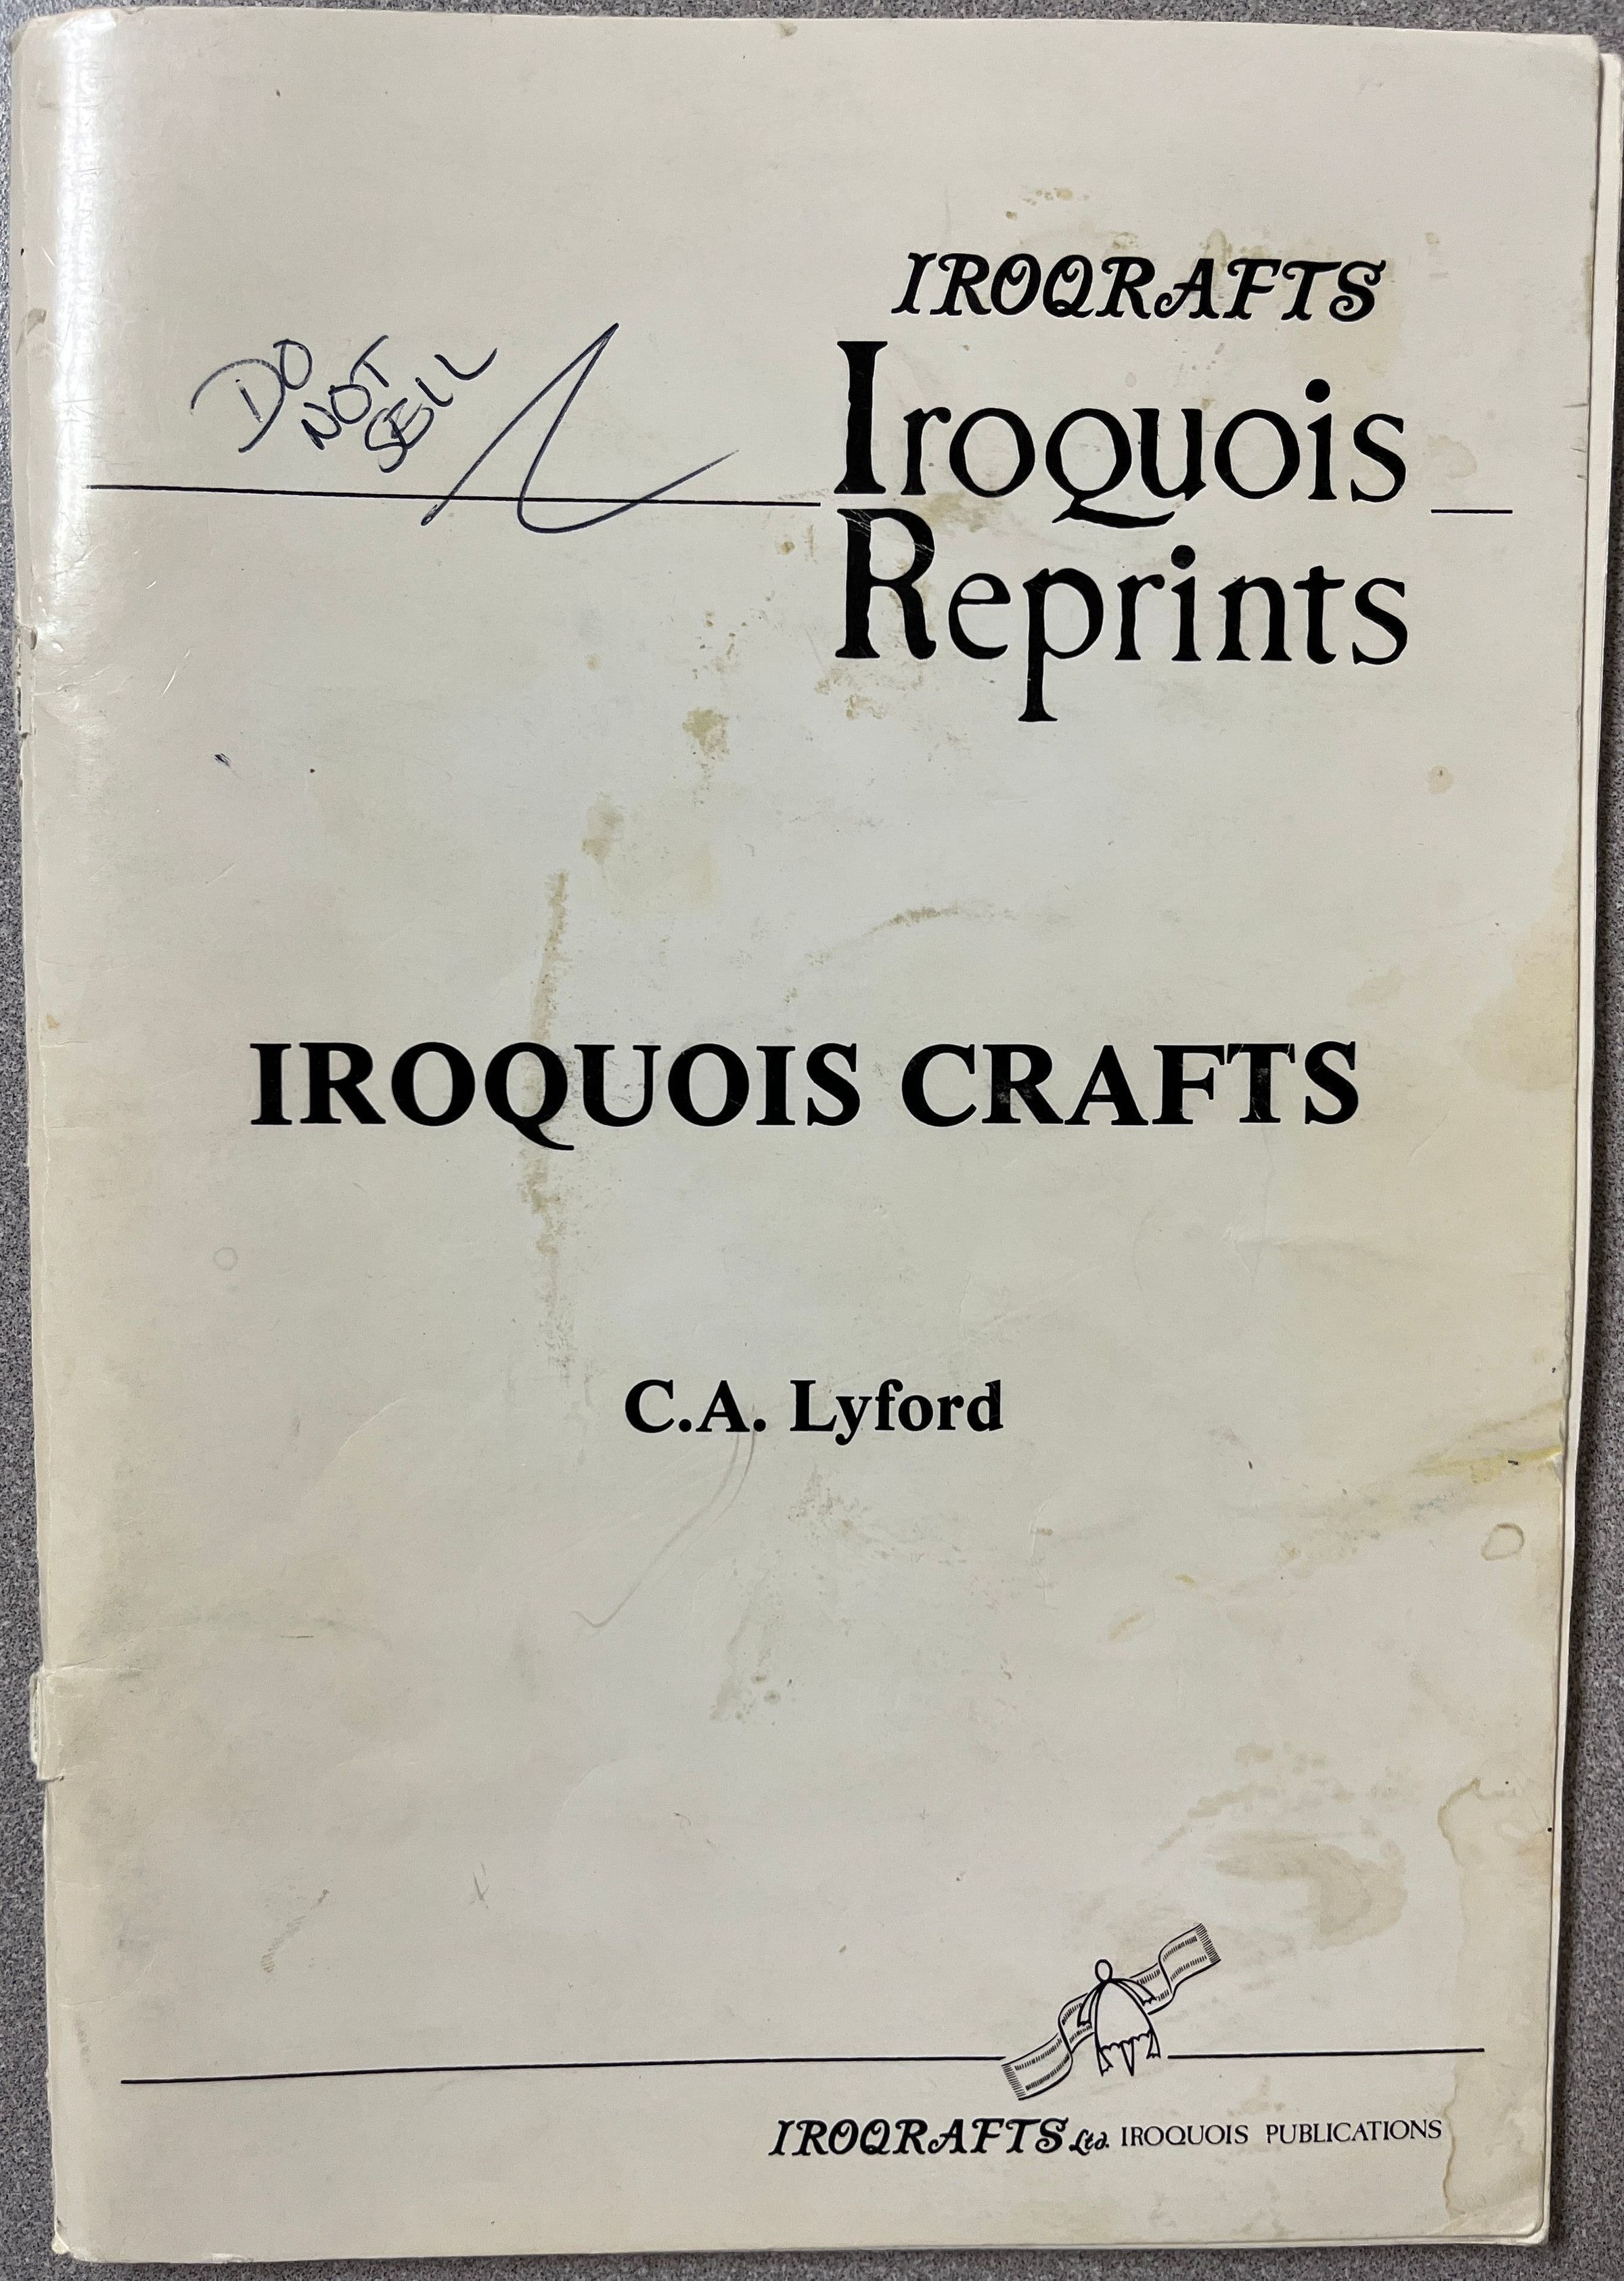 IROQRAFTS
DO
NOT
SELL
Iroquois
Reprints
IROQUOIS CRAFTS
C.A. Lyford
IROQRAFTS Ltd. IROQUOIS PUBLICATIONS